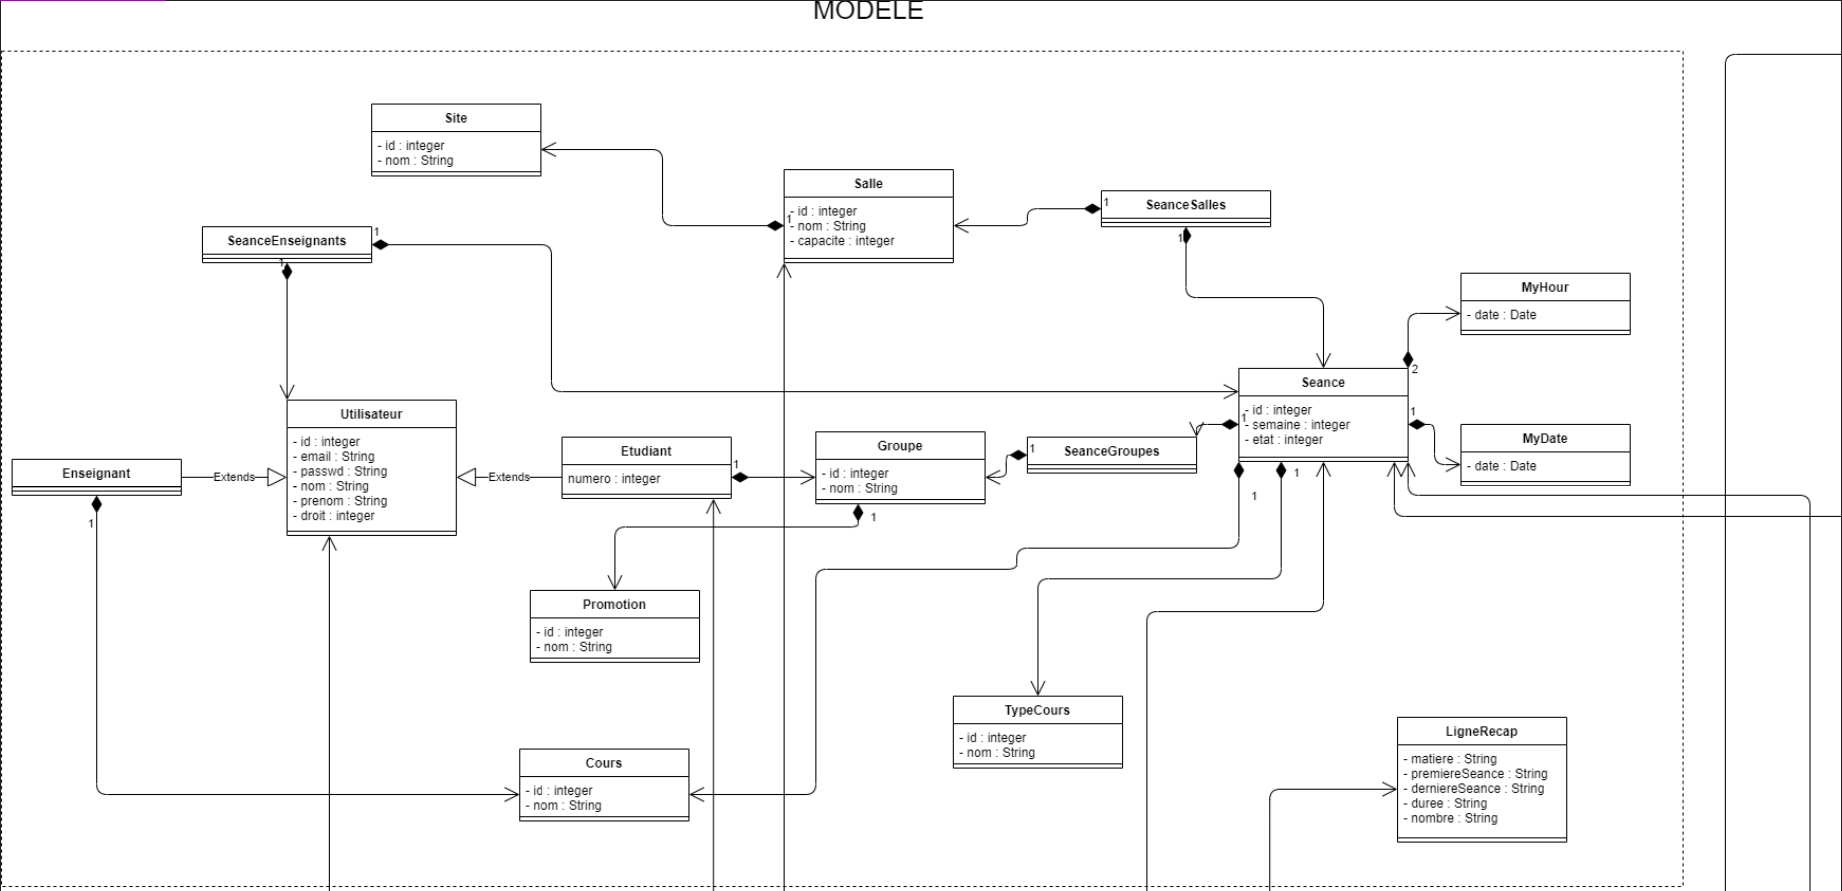 MODELE
Site
- id : integer
- nom : String
Salle
- id : integer
- nom : String
- capacite : integer
1
SeanceSalles
1
1
SeanceEnseignants
1
1
MyHour
- date : Date
Seance
- id : integer
- semaine : integer
- etat : integer
2
1
1
1
1
MyDate
- date : Date
Utilisateur
- id : integer
- email : String
- passwd : String
- nom : String
- prenom : String
- droit : integer
Enseignant
1
Extends
Extends
Etudiant
numero : integer
1
Groupe
- id : integer
- nom : String
1
SeanceGroupes
1
Promotion
- id : integer
- nom : String
TypeCours
- id : integer
- nom : String
LigneRecap
- matiere : String
- premiereSeance : String
- derniereSeance : String
- duree : String
- nombre : String
Cours
- id : integer
- nom : String